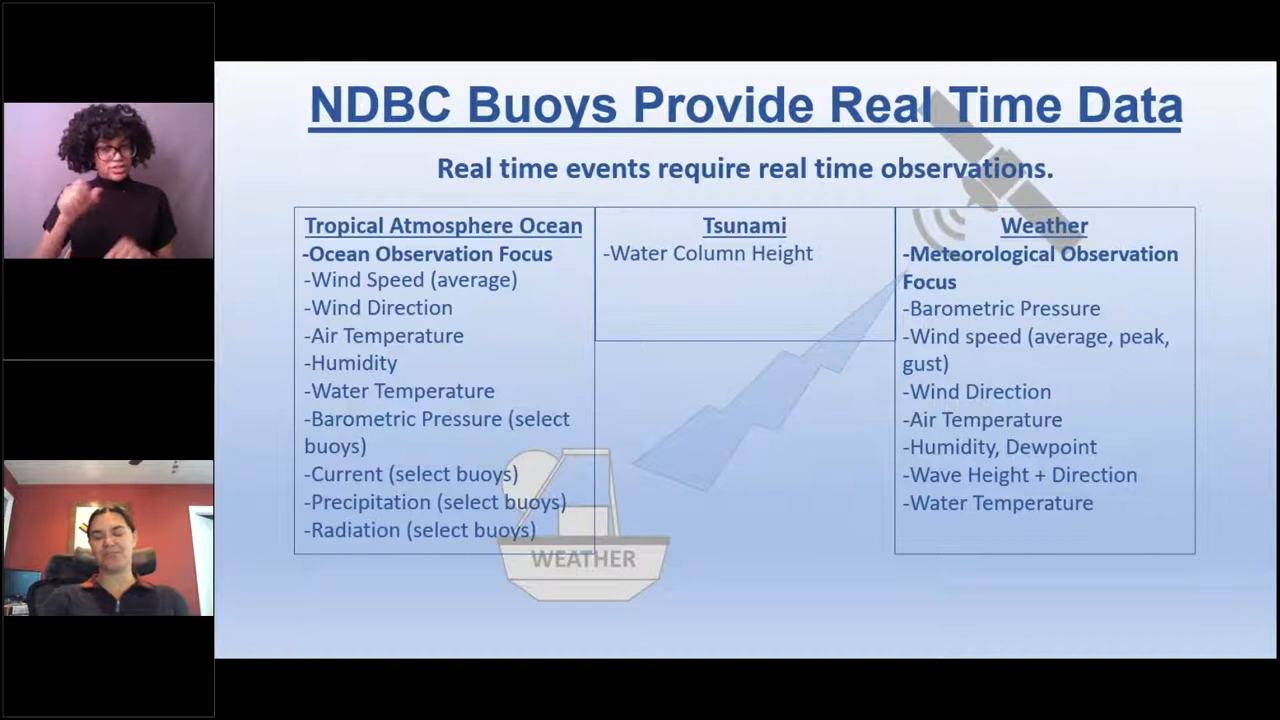 NDBC Buoys Provide Real Time Data
Real time events require real time observations.
Tropical Atmosphere Ocean
-Ocean Observation Focus
-Wind Speed (average)
-Wind Direction
-Air Temperature
-Humidity
-Water Temperature
-Barometric Pressure (select
buoys)
-Current (select buoys)
-Precipitation (select buoys)
-Radiation (select buoys)
Tsunami
-Water Column Height
Weather
-Meteorological Observation
Focus
-Barometric Pressure
-Wind speed (average, peak,
gust)
-Wind Direction
-Air Temperature
-Humidity, Dewpoint
-Wave Height + Direction
-Water Temperature
WEATHER